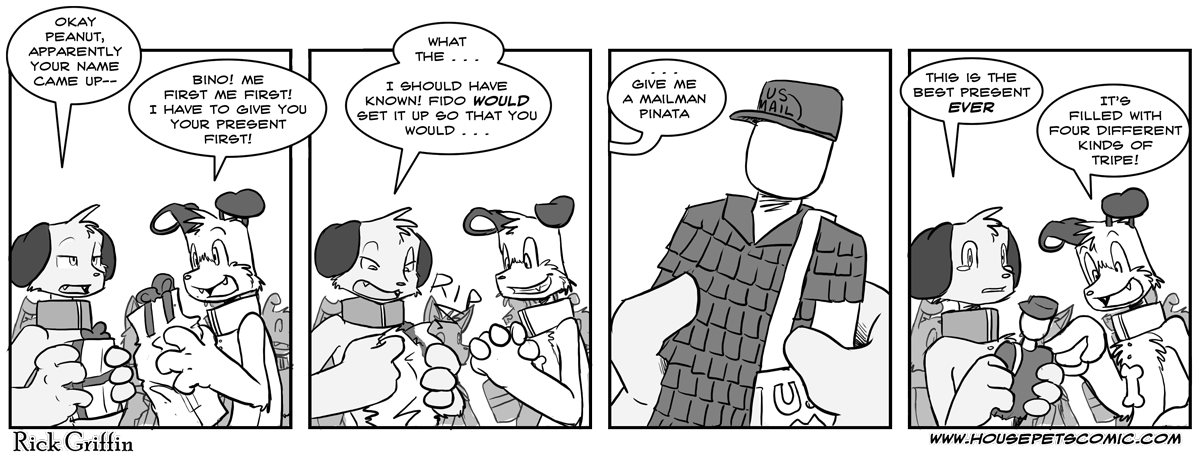 OKAY
PEANUT,
APPARENTLY
YOUR NAME
CAME UP--
BINO! ME
FIRST ME FIRST!
I HAVE TO GIVE YOU
YOUR PRESENT
FIRST!
WHAT
THE . . .
I SHOULD HAVE
KNOWN! FIDO WOULD
SET IT UP SO THAT YOU
WOULD . . .
RIP
. . .
GIVE ME
A MAILMAN
PINATA
US
MAIL
U
THIS IS THE
BEST PRESENT
EVER
IT'S
FILLED WITH
FOUR DIFFERENT
KINDS OF
TRIPE!
Rick Griffin
WWW.HOUSEPETSCOMIC.COM